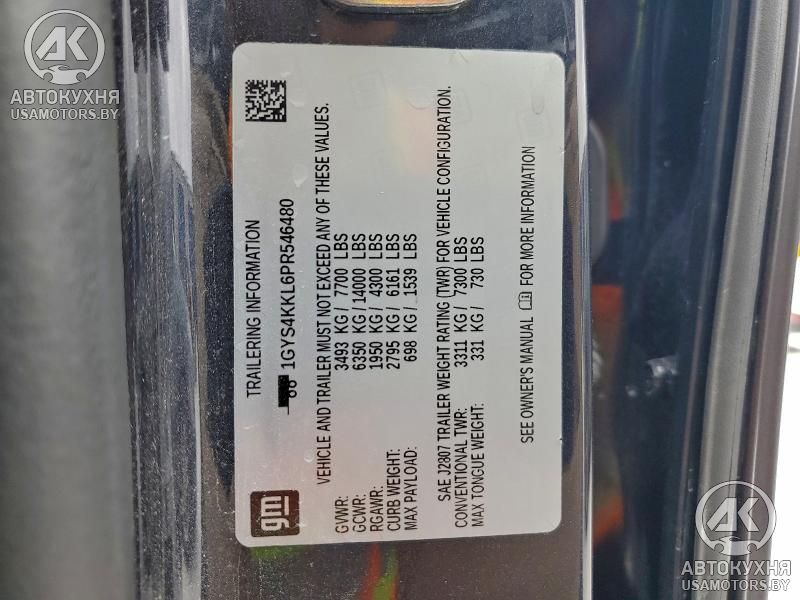 TRAILERING INFORMATION
1GYS4KKL6PR546480
VEHICLE AND TRAILER MUST NOT EXCEED ANY OF THESE VALUES.
GVWR: 3493 KG / 7700 LBS
GCWR: 6350 KG / 14000 LBS
RGAWR: 1950 KG / 4300 LBS
CURB WEIGHT: 2795 KG / 6161 LBS
MAX PAYLOAD: 698 KG / 1539 LBS
SAE J2807 TRAILER WEIGHT RATING (TWR) FOR VEHICLE CONFIGURATION.
CONVENTIONAL TWR: 3311 KG / 7300 LBS
MAX TONGUE WEIGHT: 331 KG / 730 LBS
SEE OWNER'S MANUAL FOR MORE INFORMATION
gm
АК
АВТОКУХНЯ
USAMOTORS.BY
АК
АВТОКУХНЯ
USAMOTORS.BY